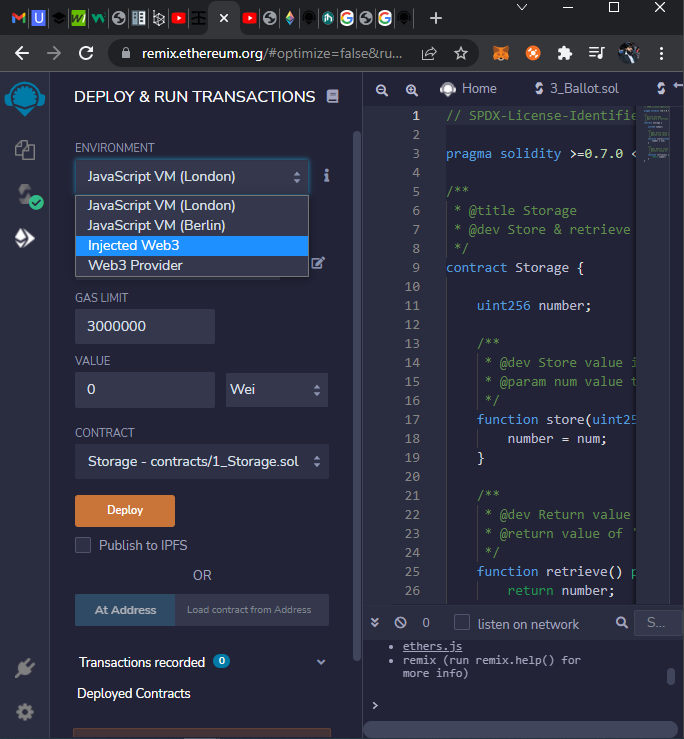 remix.ethereum.org/#optimize=false&ru...
DEPLOY & RUN TRANSACTIONS
ENVIRONMENT
JavaScript VM (London)
JavaScript VM (London)
JavaScript VM (Berlin)
Injected Web3
Web3 Provider
GAS LIMIT
3000000
VALUE
0
Wei
CONTRACT
Storage - contracts/1_Storage.sol
Deploy
Publish to IPFS
OR
At Address
Load contract from Address
Transactions recorded 0
Deployed Contracts
Home
3_Ballot.sol
1 // SPDX-License-Identifie
2
3 pragma solidity >=0.7.0 <
4
5 /**
6 * @title Storage
7 * @dev Store & retrieve
8 */
9 contract Storage {
10
11 uint256 number;
12
13 /**
14 * @dev Store value i
15 * @param num value t
16 */
17 function store(uint25
18 number = num;
19 }
20
21 /**
22 * @dev Return value
23 * @return value of '
24 */
25 function retrieve() p
26 return number;
0
listen on network
S...
• ethers.js
• remix (run remix.help() for
more info)
>